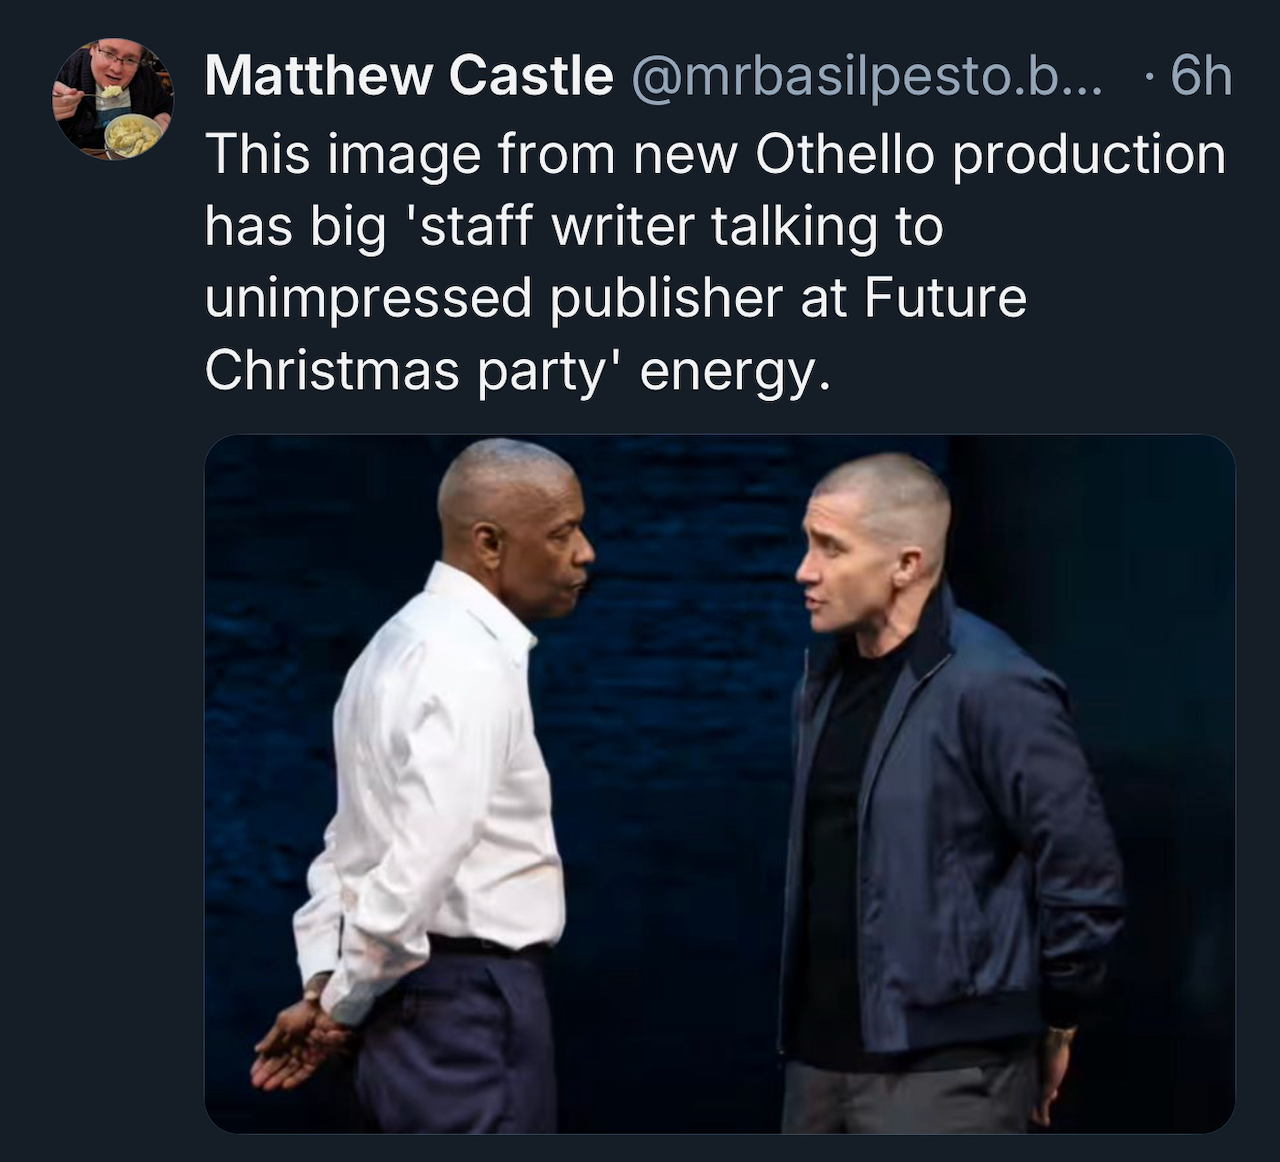 Matthew Castle @mrbasilpesto.b... · 6h
This image from new Othello production
has big 'staff writer talking to
unimpressed publisher at Future
Christmas party' energy.